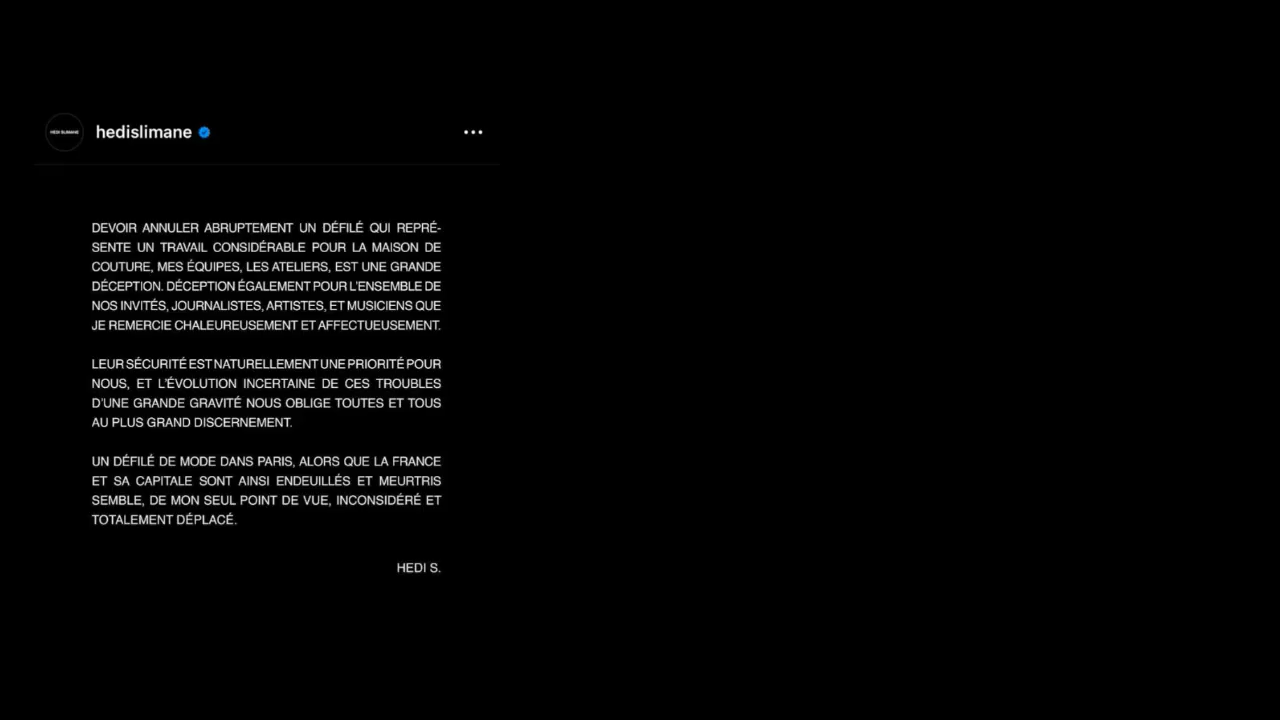 HEDI SLIMANE
hedislimane
DEVOIR ANNULER ABRUPTEMENT UN DÉFILÉ QUI REPRÉ-
SENTE UN TRAVAIL CONSIDÉRABLE POUR LA MAISON DE
COUTURE, MES ÉQUIPES, LES ATELIERS, EST UNE GRANDE
DÉCEPTION. DÉCEPTION ÉGALEMENT POUR L'ENSEMBLE DE
NOS INVITÉS, JOURNALISTES, ARTISTES, ET MUSICIENS QUE
JE REMERCIE CHALEUREUSEMENT ET AFFECTUEUSEMENT.
LEUR SÉCURITÉ EST NATURELLEMENT UNE PRIORITÉ POUR
NOUS, ET L'ÉVOLUTION INCERTAINE DE CES TROUBLES
D'UNE GRANDE GRAVITÉ NOUS OBLIGE TOUTES ET TOUS
AU PLUS GRAND DISCERNEMENT.
UN DÉFILÉ DE MODE DANS PARIS, ALORS QUE LA FRANCE
ET SA CAPITALE SONT AINSI ENDEUILLÉS ET MEURTRIS
SEMBLE, DE MON SEUL POINT DE VUE, INCONSIDÉRÉ ET
TOTALEMENT DÉPLACÉ.
HEDI S.